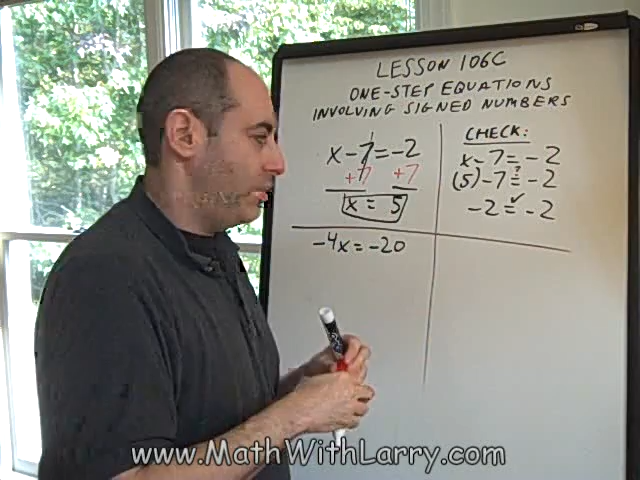 LESSON 106C
ONE-STEP EQUATIONS
INVOLVING SIGNED NUMBERS
x - 7 = -2
+7 +7
x = 5
-4x = -20
CHECK:
x - 7 = -2
(5) - 7 ?= -2
-2 = -2
www.MathWithLarry.com